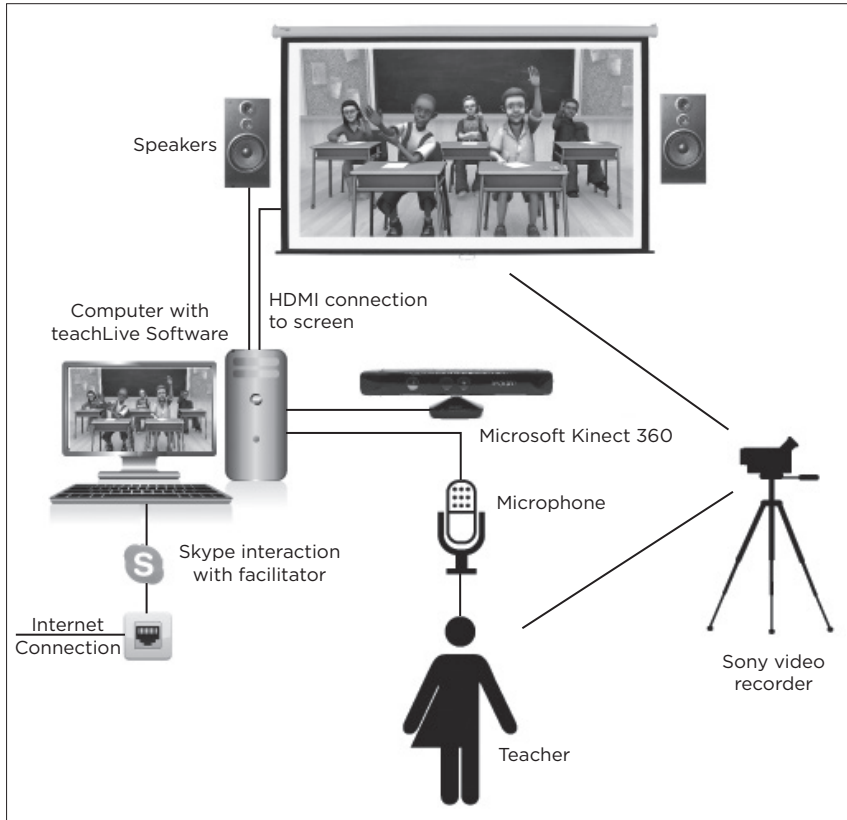 Speakers
HDMI connection
to screen
Computer with
teachLive Software
Microsoft Kinect 360
Microphone
S
Skype interaction
with facilitator
Internet
Connection
Sony video
recorder
Teacher